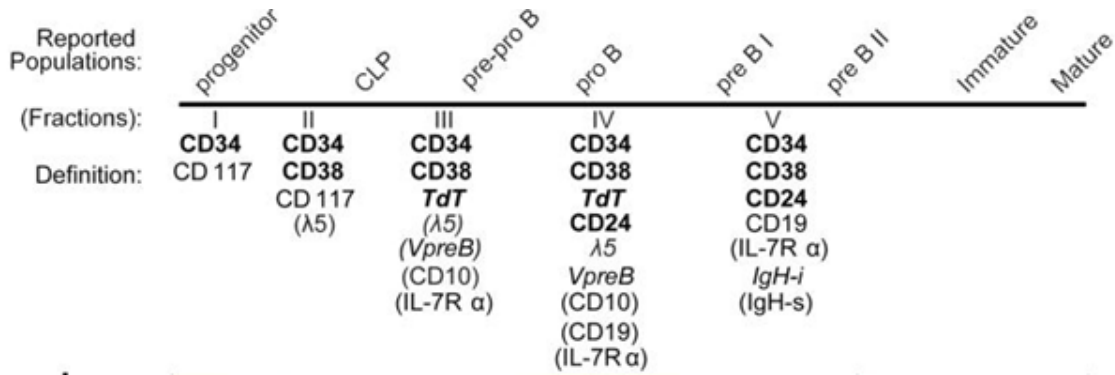 Reported Populations: progenitor CLP pre-pro B pro B pre B I pre B II Immature Mature
(Fractions): I II III IV V
CD34 CD34 CD34 CD34 CD34
Definition: CD 117 CD38 CD38 CD38 CD38
CD 117 TdT TdT CD24
(λ5) (λ5) CD24 CD19
(VpreB) λ5 (IL-7R α)
(CD10) VpreB IgH-i
(IL-7R α) (CD10) (IgH-s)
(CD19)
(IL-7R α)